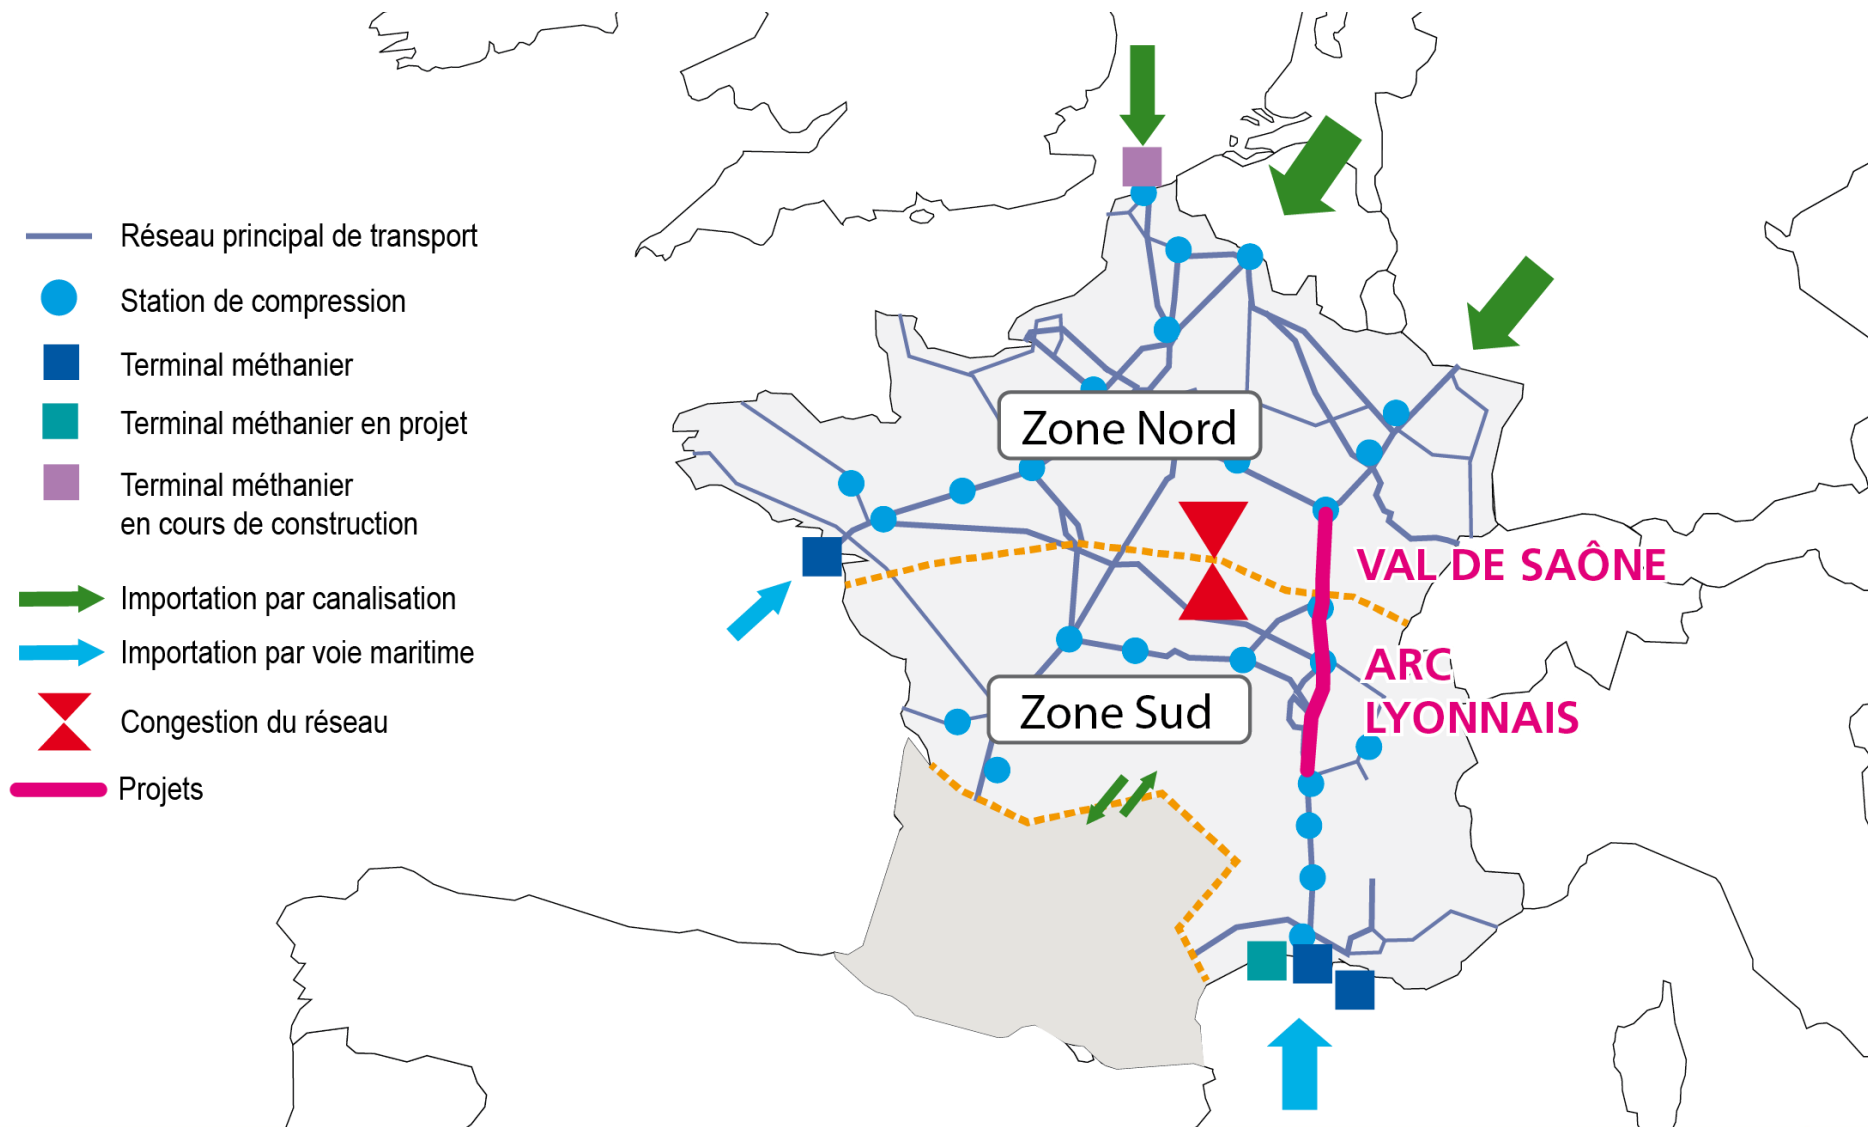 Réseau principal de transport
Station de compression
Terminal méthanier
Terminal méthanier en projet
Terminal méthanier
en cours de construction
Importation par canalisation
Importation par voie maritime
Congestion du réseau
Projets
Zone Nord
VAL DE SAÔNE
ARC
LYONNAIS
Zone Sud